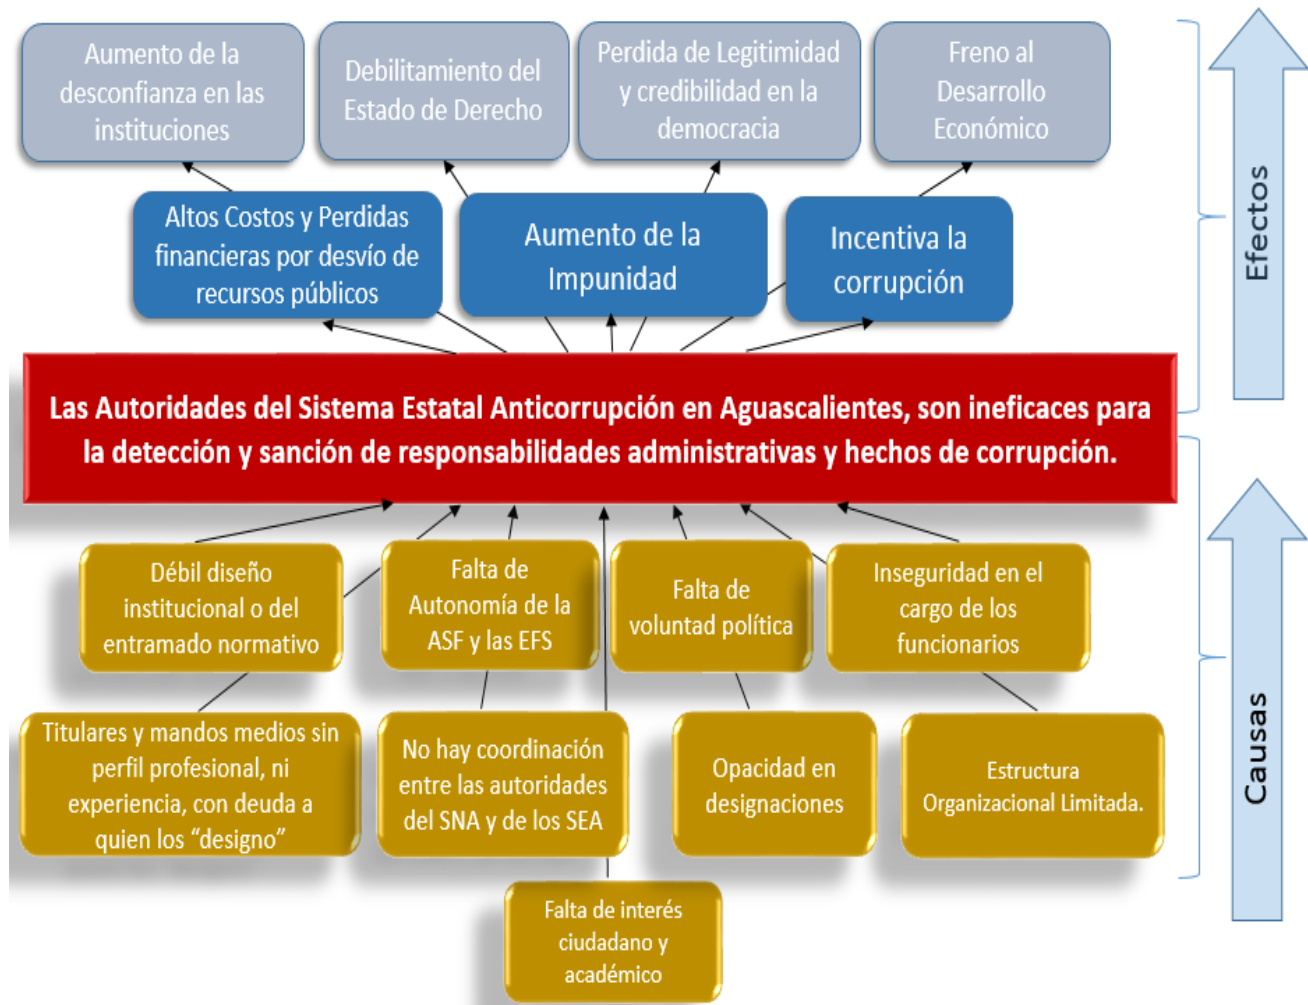 Aumento de la
desconfianza en las
instituciones
Debilitamiento del
Estado de Derecho
Perdida de Legitimidad
y credibilidad en la
democracia
Freno al
Desarrollo
Económico
Altos Costos y Perdidas
financieras por desvío de
recursos públicos
Aumento de la
Impunidad
Incentiva la
corrupción
Efectos
Las Autoridades del Sistema Estatal Anticorrupción en Aguascalientes, son ineficaces para
la detección y sanción de responsabilidades administrativas y hechos de corrupción.
Débil diseño
institucional o del
entramado normativo
Falta de
Autonomía de la
ASF y las EFS
Falta de
voluntad política
Inseguridad en el
cargo de los
funcionarios
Titulares y mandos medios sin
perfil profesional, ni
experiencia, con deuda a
quien los “designo”
No hay coordinación
entre las autoridades
del SNA y de los SEA
Opacidad en
designaciones
Estructura
Organizacional Limitada.
Causas
Falta de interés
ciudadano y
académico